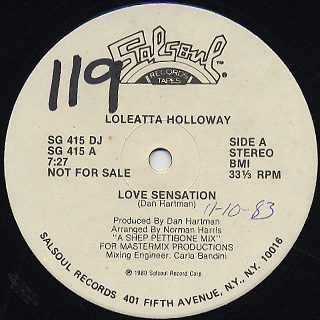 Salsoul
RECORDS
TAPES
119
LOLEATTA HOLLOWAY
SG 415 DJ
SG 415 A
7:27
NOT FOR SALE
SIDE A
STEREO
BMI
33⅓ RPM
LOVE SENSATION
(Dan Hartman)
11-10-83
Produced By Dan Hartman
Arranged By Norman Harris
"A SHEP PETTIBONE MIX"
FOR MASTERMIX PRODUCTIONS
Mixing Engineer: Carla Bandini
© 1980 Salsoul Record Corp.
SALSOUL RECORDS 401 FIFTH AVENUE, N.Y., N.Y. 10016